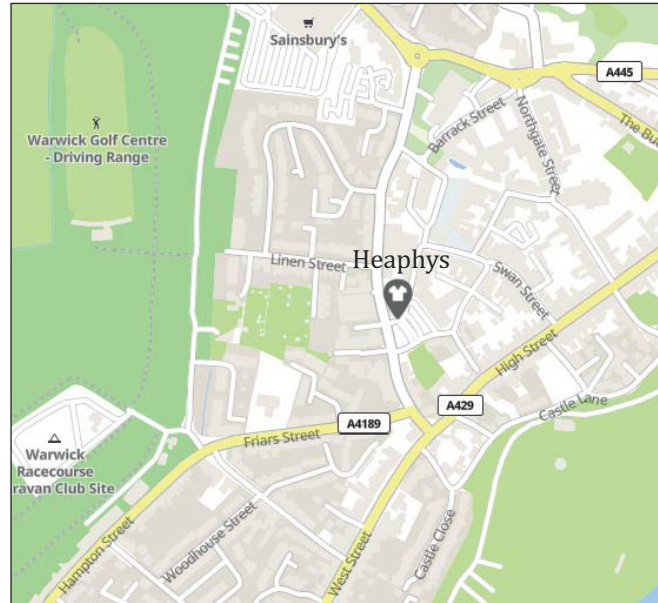 Sainsbury's
A445
Warwick Golf Centre
- Driving Range
Barrack Street
Northgate Street
The Bu
Linen Street
Heaphys
Swan Street
High Street
A429
Castle Lane
A4189
Friars Street
Warwick
Racecourse
aravan Club Site
Woodhouse Street
Hampton Street
West Street
Castle Close